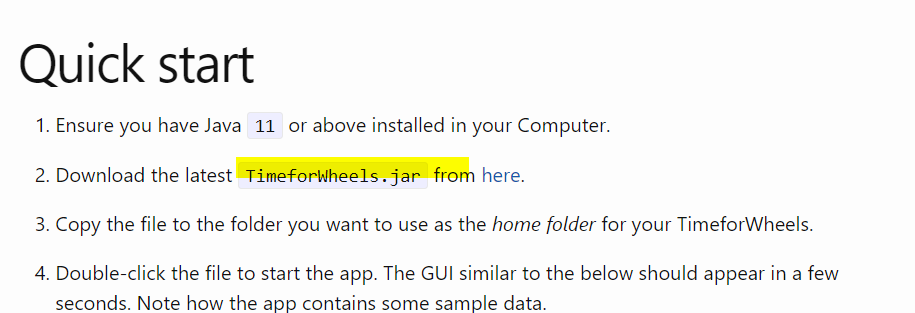 Quick start
1. Ensure you have Java 11 or above installed in your Computer.
2. Download the latest TimeforWheels.jar from here.
3. Copy the file to the folder you want to use as the home folder for your TimeforWheels.
4. Double-click the file to start the app. The GUI similar to the below should appear in a few
seconds. Note how the app contains some sample data.